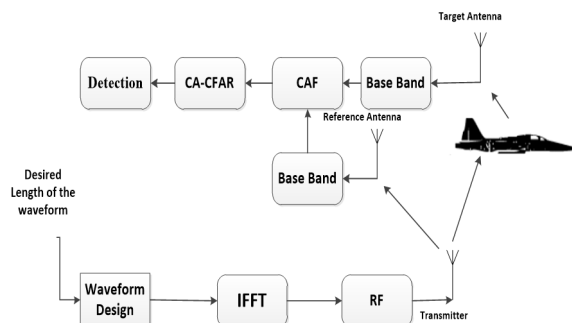 Target Antenna
Detection
CA-CFAR
CAF
Base Band
Reference Antenna
Base Band
Desired
Length of the
waveform
Waveform
Design
IFFT
RF
Transmitter